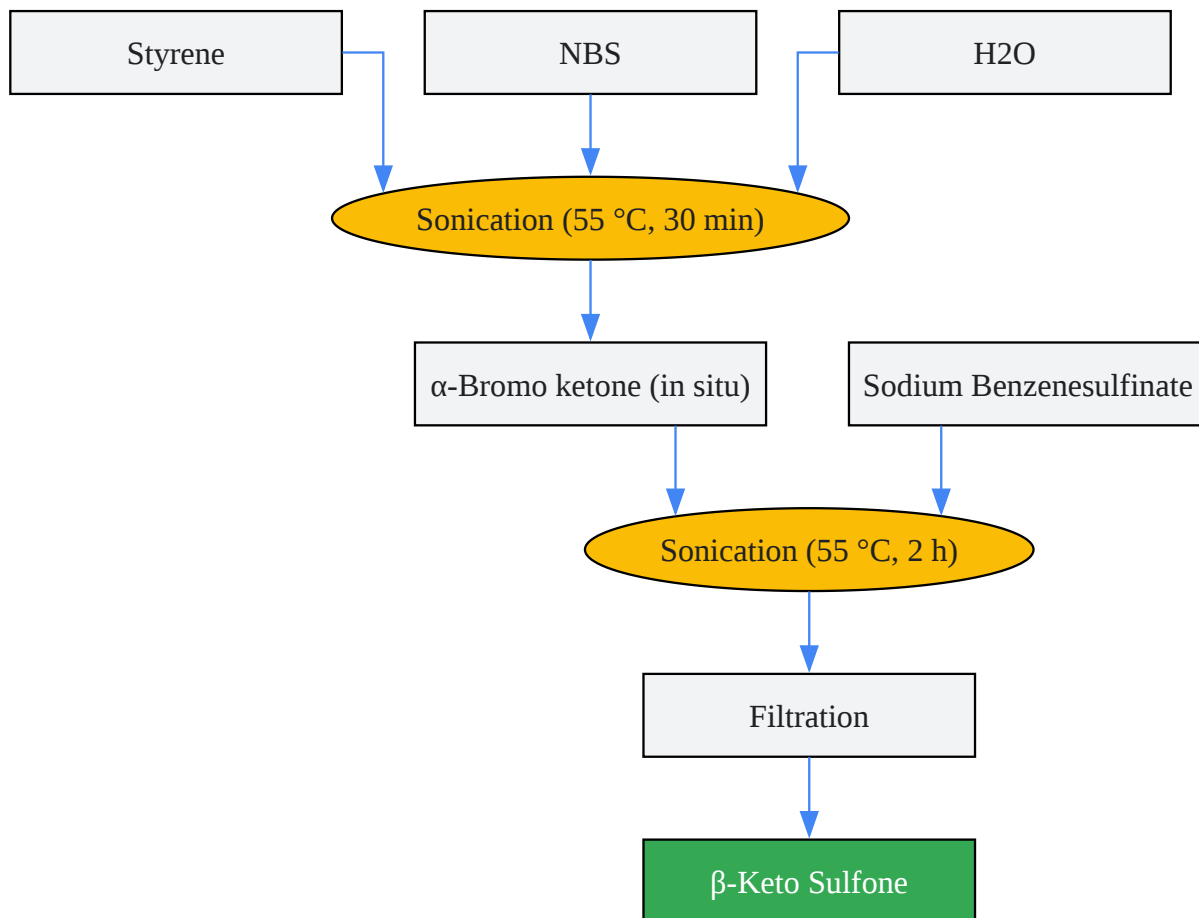 Styrene
NBS
H2O
Sonication (55 °C, 30 min)
α-Bromo ketone (in situ)
Sodium Benzenesulfinate
Sonication (55 °C, 2 h)
Filtration
β-Keto Sulfone